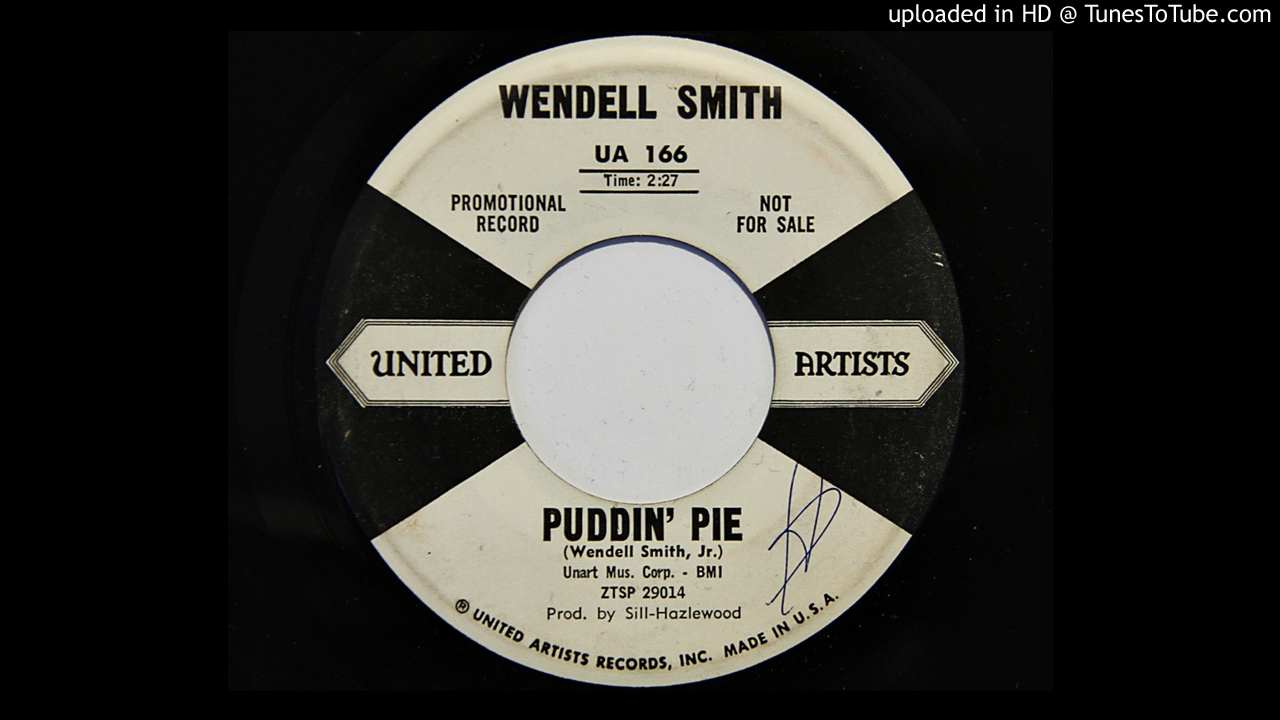 uploaded in HD @ TunesToTube.com
WENDELL SMITH
UA 166
Time: 2:27
PROMOTIONAL
RECORD
NOT
FOR SALE
UNITED ARTISTS
PUDDIN' PIE
(Wendell Smith, Jr.)
Unart Mus. Corp. - BMI
ZTSP 29014
Prod. by Sill-Hazlewood
® UNITED ARTISTS RECORDS, INC. MADE IN U.S.A.